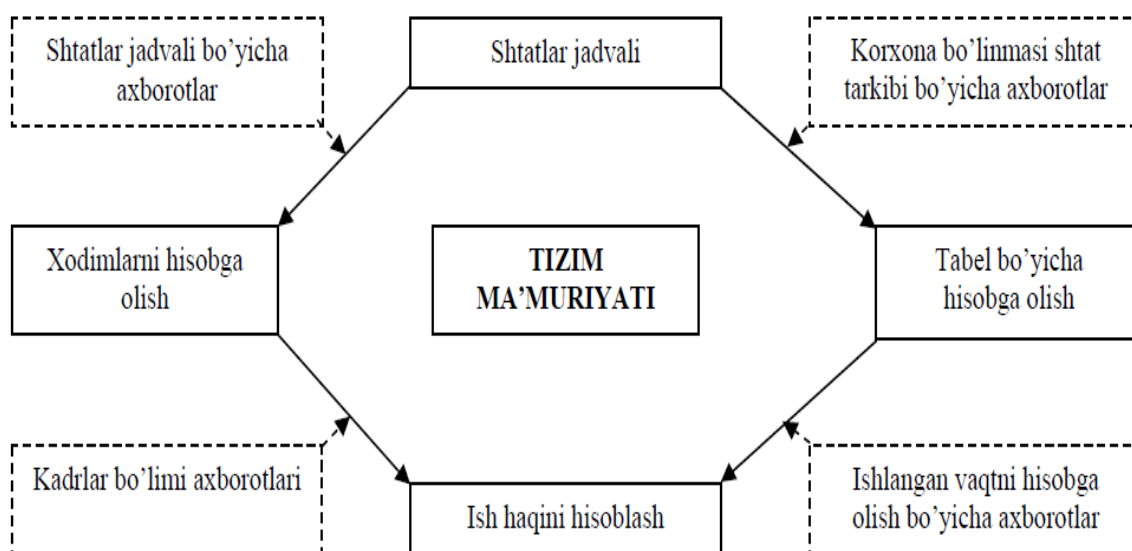 Shtatlar jadvali bo’yicha
axborotlar
Shtatlar jadvali
Korxona bo’linmasi shtat
tarkibi bo’yicha axborotlar
Xodimlarni hisobga
olish
TIZIM
MA’MURIYATI
Tabel bo’yicha
hisobga olish
Kadrlar bo’limi axborotlari
Ish haqini hisoblash
Ishlangan vaqtni hisobga
olish bo’yicha axborotlar